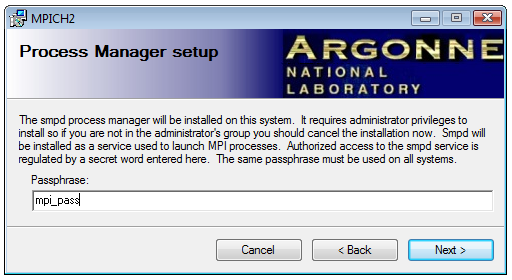 MPICH2
Process Manager setup
ARGONNE
NATIONAL
LABORATORY
The smpd process manager will be installed on this system. It requires administrator privileges to
install so if you are not in the administrator's group you should cancel the installation now. Smpd will
be installed as a service used to launch MPI processes. Authorized access to the smpd service is
regulated by a secret word entered here. The same passphrase must be used on all systems.
Passphrase:
mpi_pass
Cancel
< Back
Next >